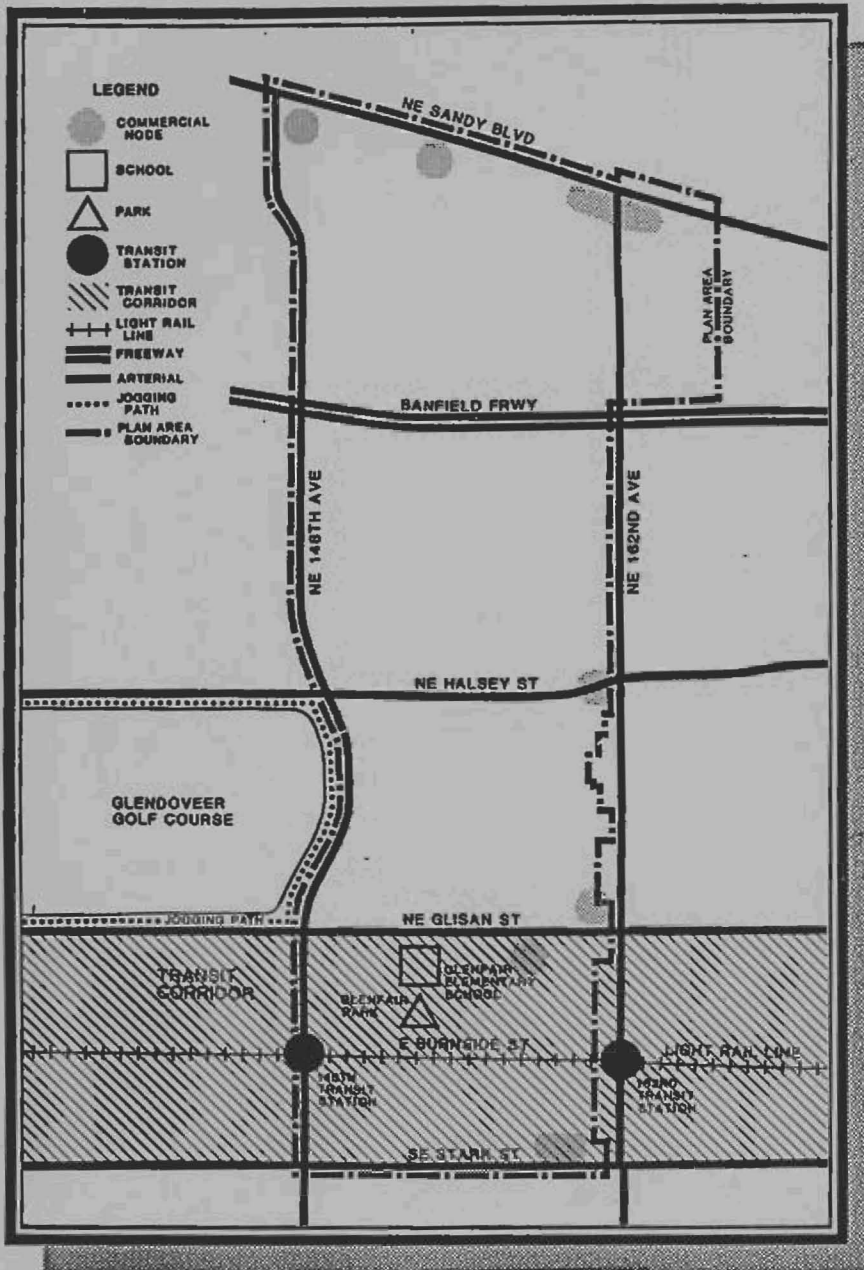 LEGEND
COMMERCIAL
NODE
SCHOOL
PARK
TRANSIT
STATION
TRANSIT
CORRIDOR
LIGHT RAIL
LINE
FREEWAY
ARTERIAL
JOGGING
PATH
PLAN AREA
BOUNDARY
NE SANDY BLVD
PLAN AREA
BOUNDARY
BANFIELD FRWY
NE 148TH AVE
NE 162ND AVE
NE HALSEY ST
GLENDOVEER
GOLF COURSE
JOGGING PATH
NE GLISAN ST
TRANSIT
CORRIDOR
GLENFAIR
ELEMENTARY
SCHOOL
GLENFAIR
PARK
E BURNSIDE ST
LIGHT RAIL LINE
148TH
TRANSIT
STATION
162ND
TRANSIT
STATION
SE STARK ST